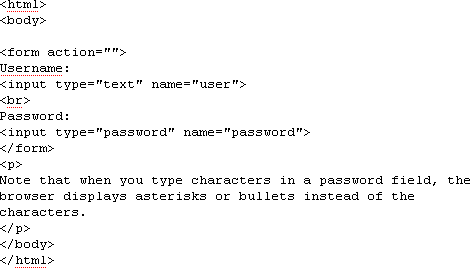 <html>
<body>

<form action="">
Username:
<input type="text" name="user">
<br>
Password:
<input type="password" name="password">
</form>
<p>
Note that when you type characters in a password field, the
browser displays asterisks or bullets instead of the
characters.
</p>
</body>
</html>